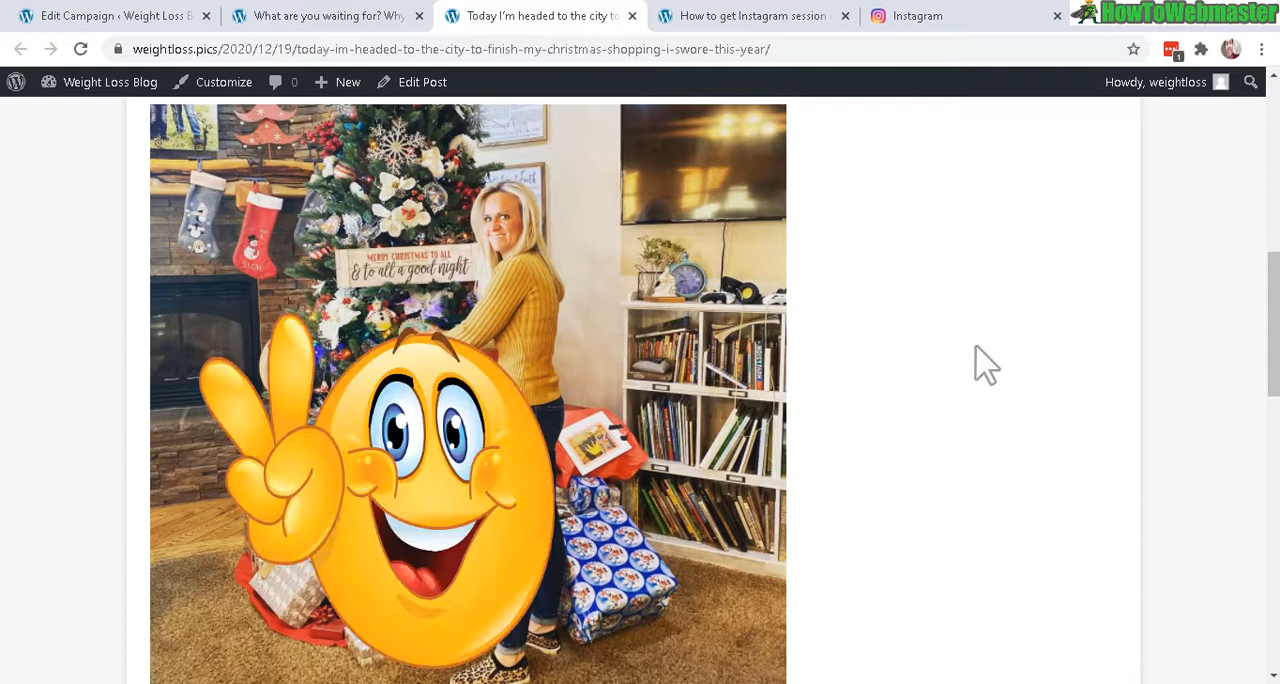 Edit Campaign ‹ Weight Loss B
What are you waiting for? Why
Today I'm headed to the city to
How to get Instagram session
Instagram
HowToWebmaster
weightloss.pics/2020/12/19/today-im-headed-to-the-city-to-finish-my-christmas-shopping-i-swore-this-year/
1
Weight Loss Blog
Customize
0
New
Edit Post
Howdy, weightloss
MERRY CHRISTMAS TO ALL
& to all a good night
SNOW